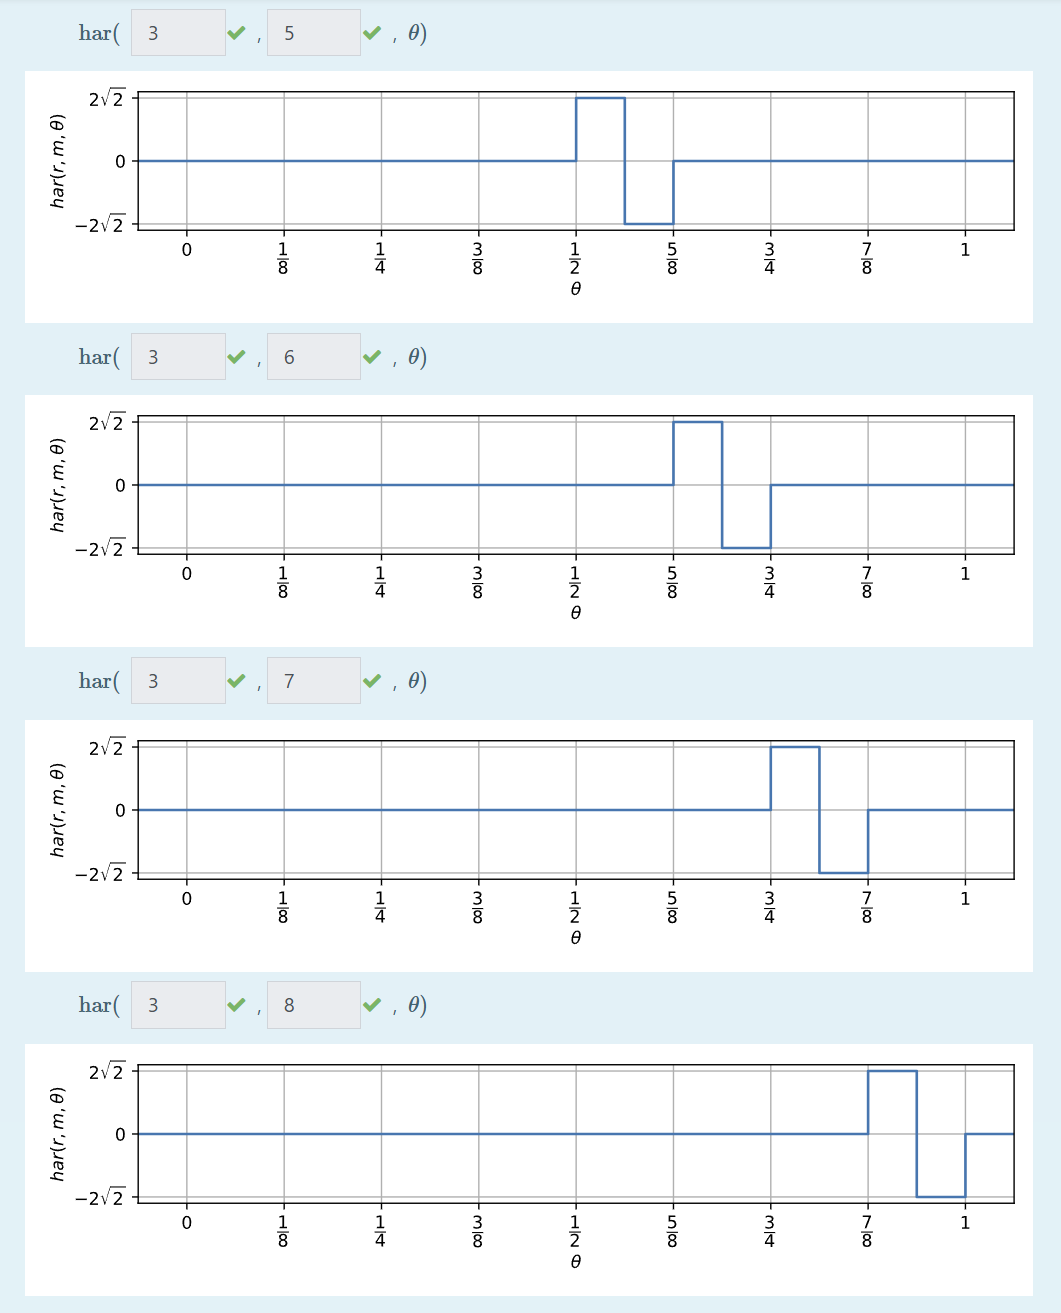 har( 3 , 5 , θ)
2√2
har(r, m, θ)
0
−2√2
0 1/8 1/4 3/8 1/2 5/8 3/4 7/8 1
θ
har( 3 , 6 , θ)
2√2
har(r, m, θ)
0
−2√2
0 1/8 1/4 3/8 1/2 5/8 3/4 7/8 1
θ
har( 3 , 7 , θ)
2√2
har(r, m, θ)
0
−2√2
0 1/8 1/4 3/8 1/2 5/8 3/4 7/8 1
θ
har( 3 , 8 , θ)
2√2
har(r, m, θ)
0
−2√2
0 1/8 1/4 3/8 1/2 5/8 3/4 7/8 1
θ